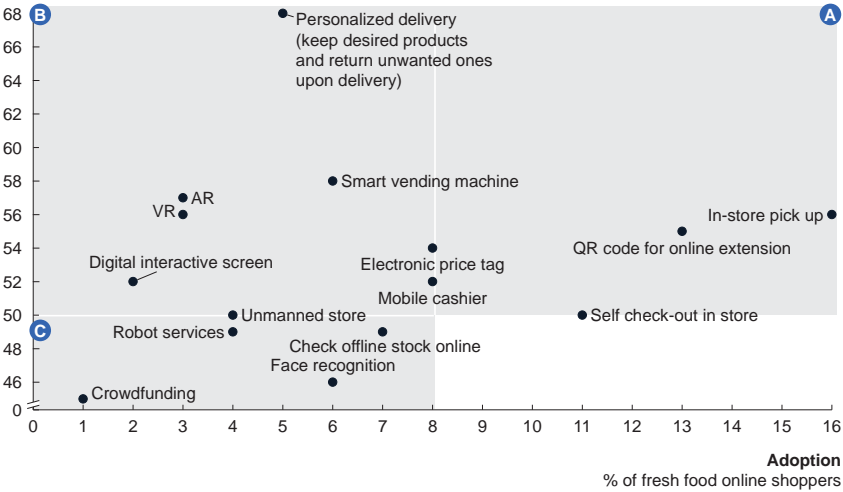 68
B
A
Personalized delivery
(keep desired products
and return unwanted ones
upon delivery)
66
64
62
60
58
Smart vending machine
AR
VR
56
In-store pick up
QR code for online extension
54
Electronic price tag
Digital interactive screen
52
Mobile cashier
50
Unmanned store
Self check-out in store
C
Robot services
Check offline stock online
48
Face recognition
46
Crowdfunding
0
0 1 2 3 4 5 6 7 8 9 10 11 12 13 14 15 16
Adoption
% of fresh food online shoppers